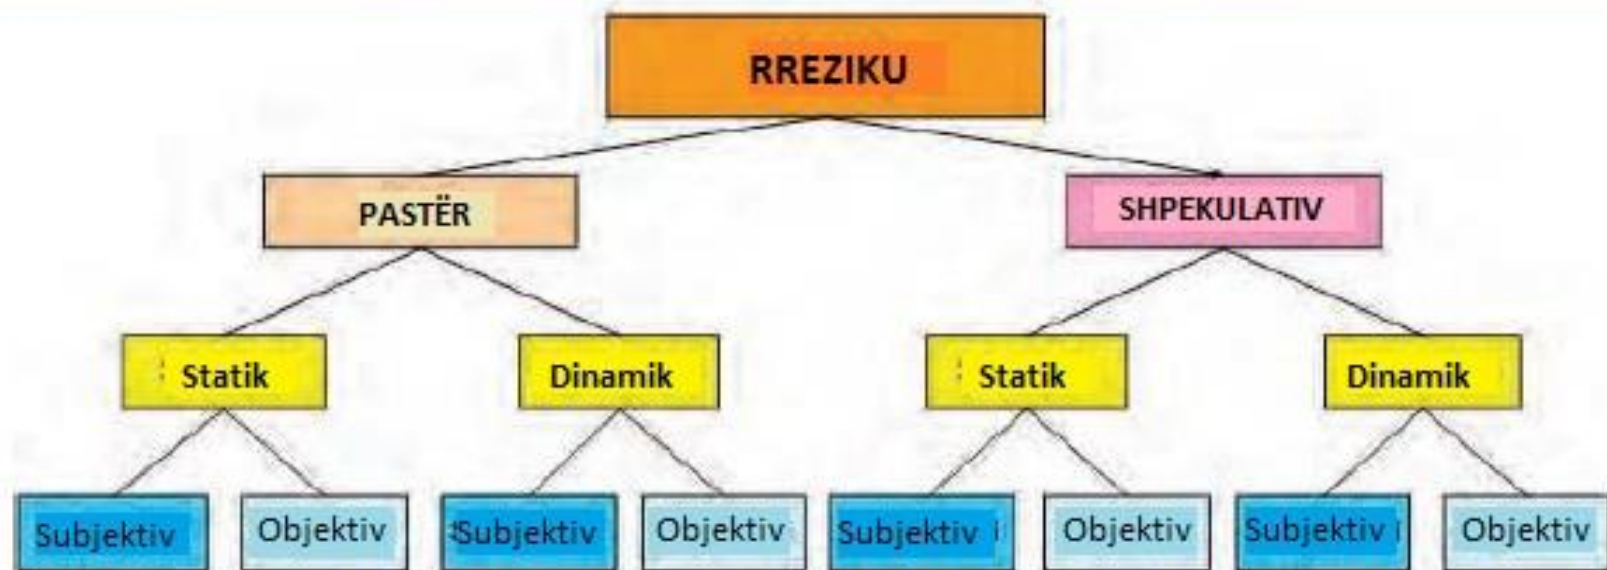 RREZIKU
PASTËR
SHPEKULATIV
Statik
Dinamik
Statik
Dinamik
Subjektiv
Objektiv
Subjektiv
Objektiv
Subjektiv
Objektiv
Subjektiv
Objektiv